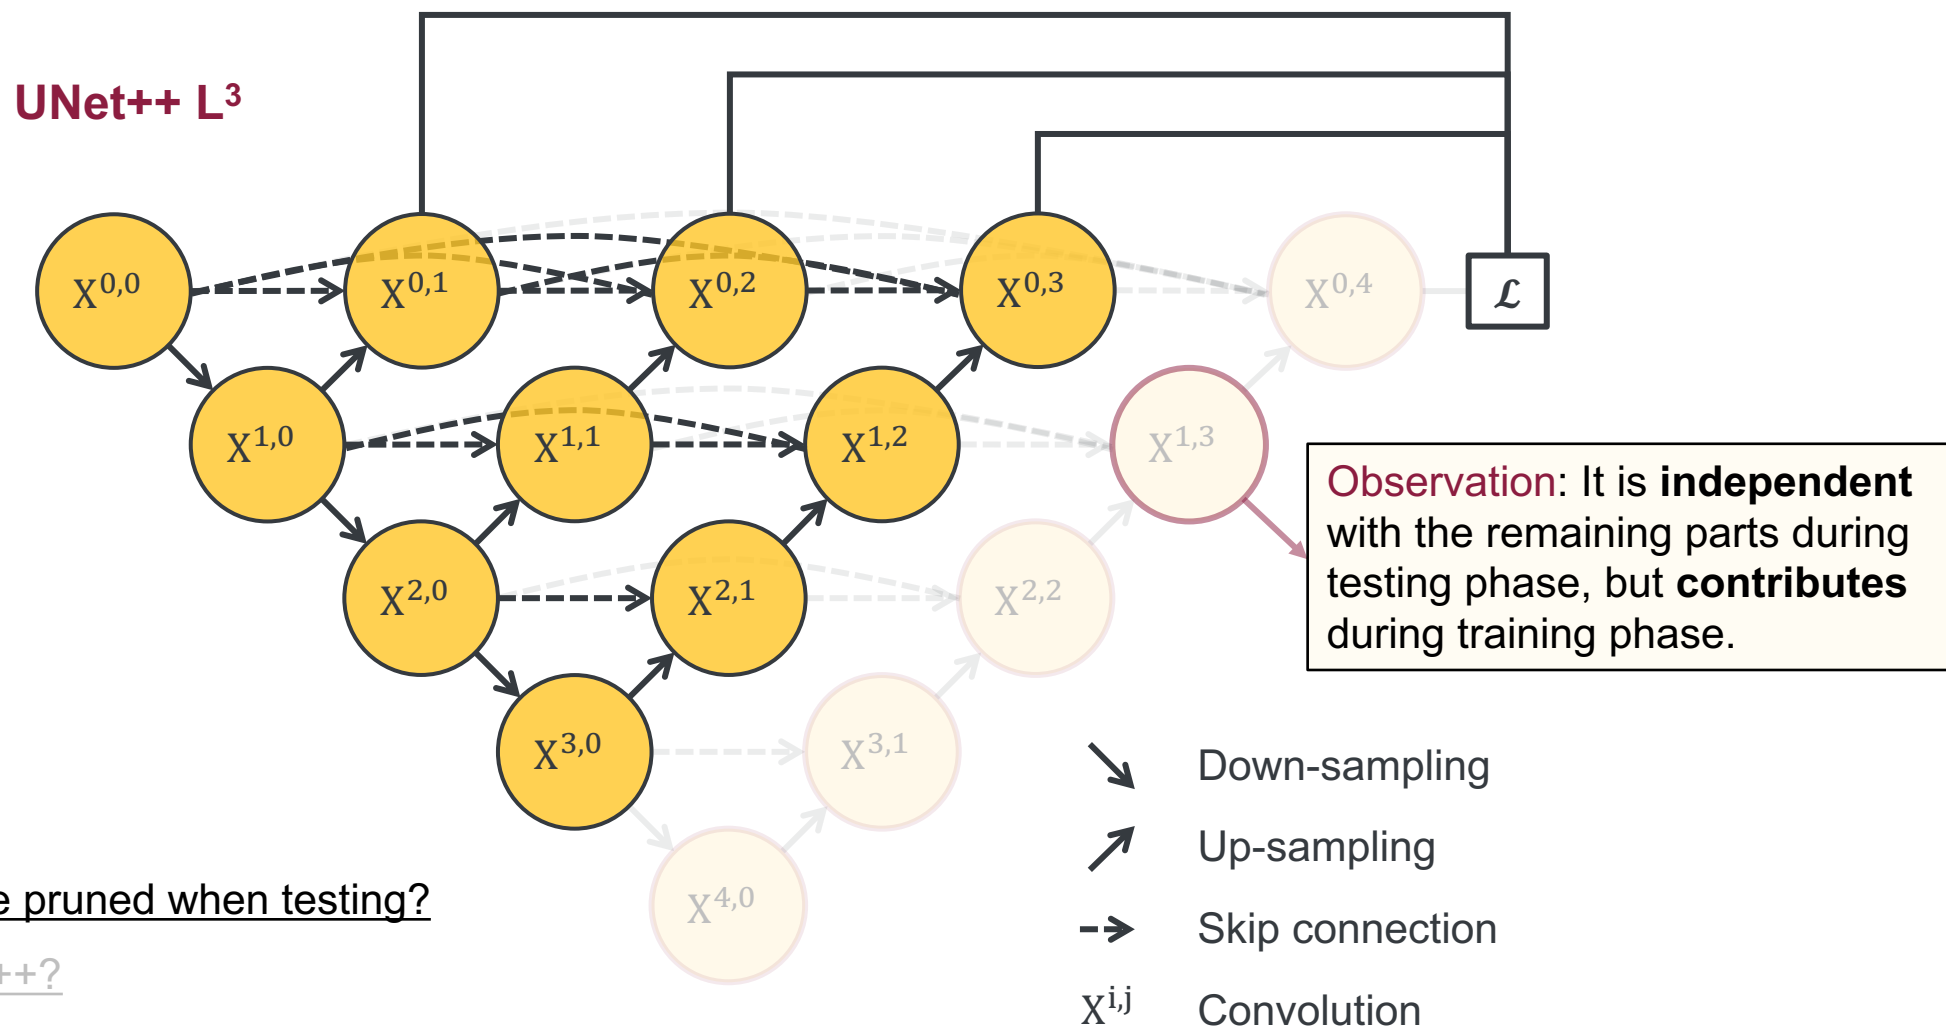 UNet++ L³
X⁰,⁰ X⁰,¹ X⁰,² X⁰,³ X⁰,⁴ ℒ
X¹,⁰ X¹,¹ X¹,² X¹,³
Observation: It is independent
with the remaining parts during
testing phase, but contributes
during training phase.
X²,⁰ X²,¹ X²,²
X³,⁰ X³,¹
X⁴,⁰
Down-sampling
Up-sampling
Skip connection
Xⁱ,ʲ Convolution
e pruned when testing?
++?